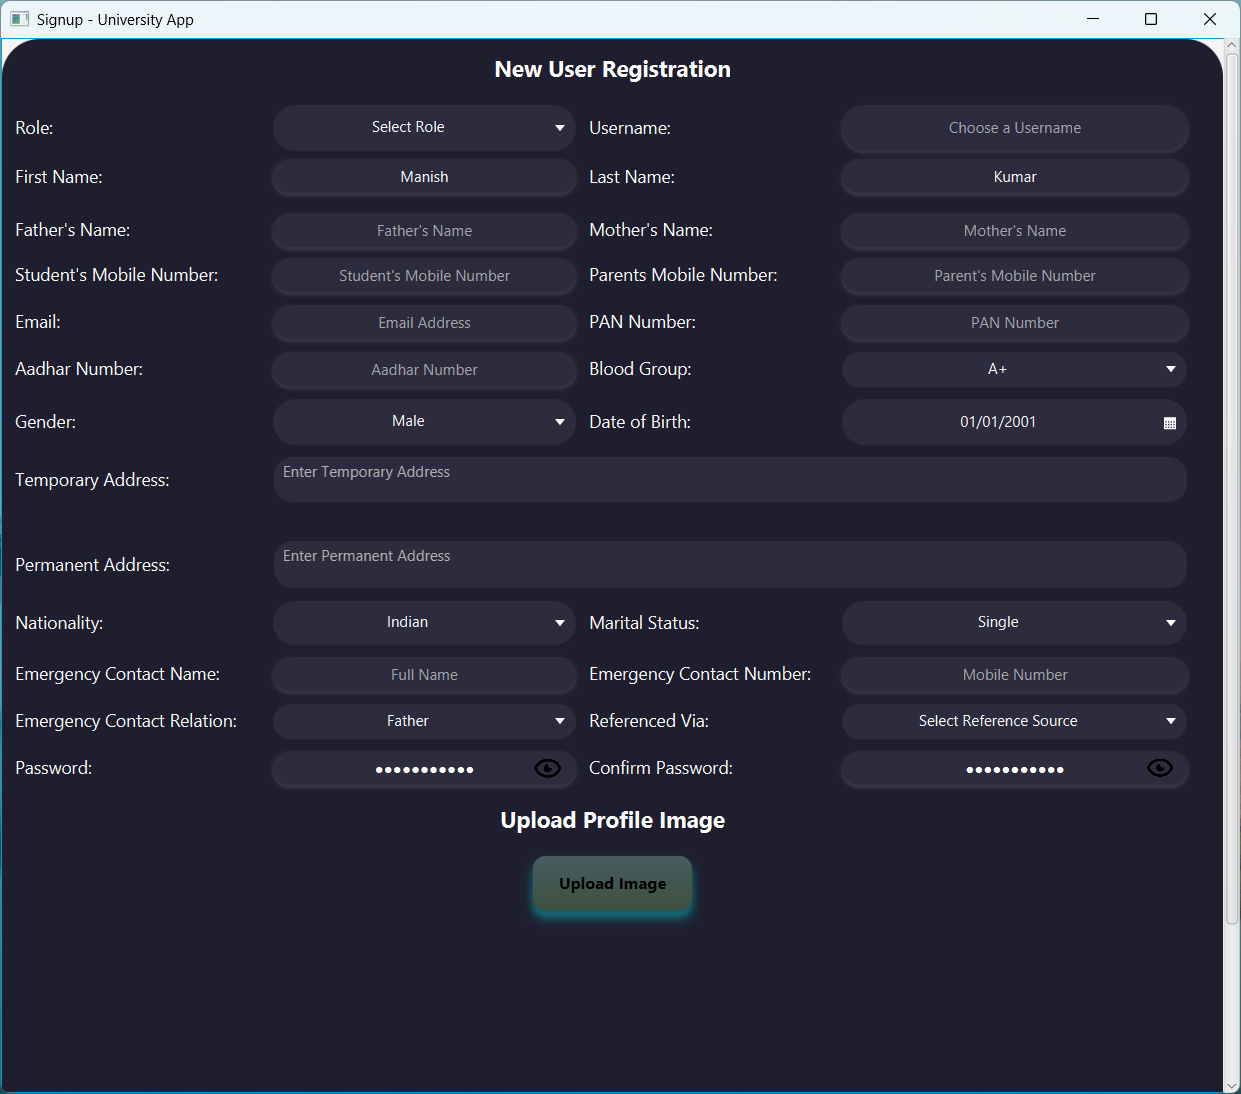 Signup - University App
New User Registration
Role: Select Role Username: Choose a Username
First Name: Manish Last Name: Kumar
Father's Name: Father's Name Mother's Name: Mother's Name
Student's Mobile Number: Student's Mobile Number Parents Mobile Number: Parent's Mobile Number
Email: Email Address PAN Number: PAN Number
Aadhar Number: Aadhar Number Blood Group: A+
Gender: Male Date of Birth: 01/01/2001
Temporary Address: Enter Temporary Address
Permanent Address: Enter Permanent Address
Nationality: Indian Marital Status: Single
Emergency Contact Name: Full Name Emergency Contact Number: Mobile Number
Emergency Contact Relation: Father Referenced Via: Select Reference Source
Password: ●●●●●●●●●●● Confirm Password: ●●●●●●●●●●●
Upload Profile Image
Upload Image